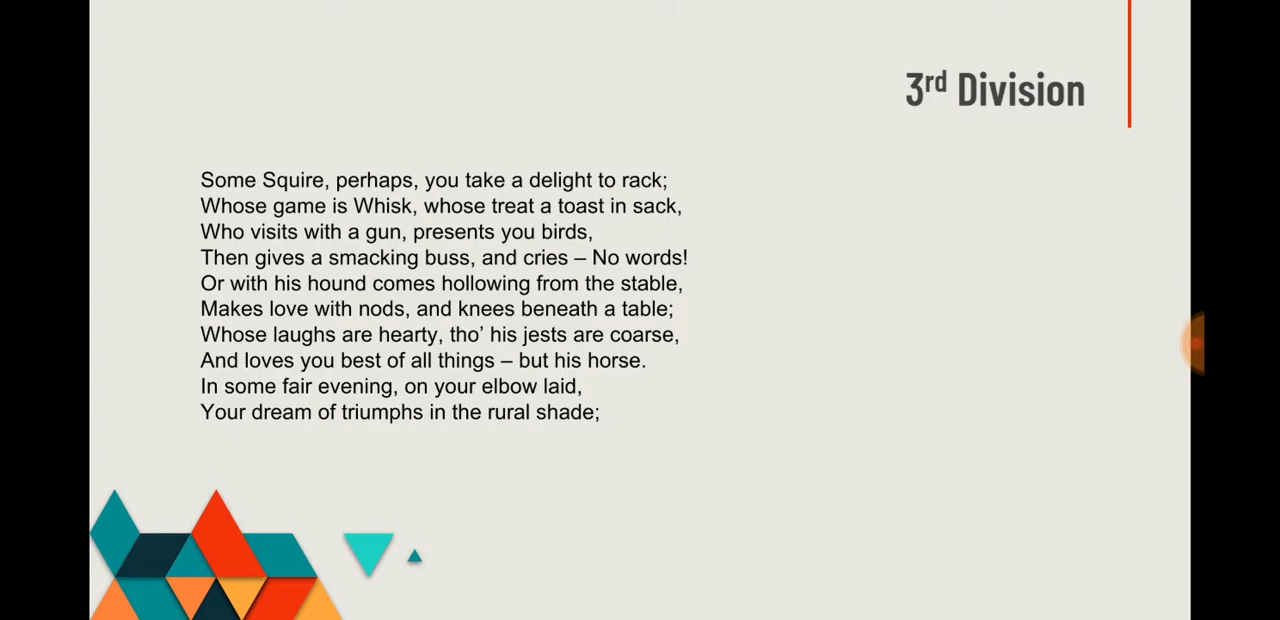 3rd Division
Some Squire, perhaps, you take a delight to rack;
Whose game is Whisk, whose treat a toast in sack,
Who visits with a gun, presents you birds,
Then gives a smacking buss, and cries – No words!
Or with his hound comes hollowing from the stable,
Makes love with nods, and knees beneath a table;
Whose laughs are hearty, tho’ his jests are coarse,
And loves you best of all things – but his horse.
In some fair evening, on your elbow laid,
Your dream of triumphs in the rural shade;